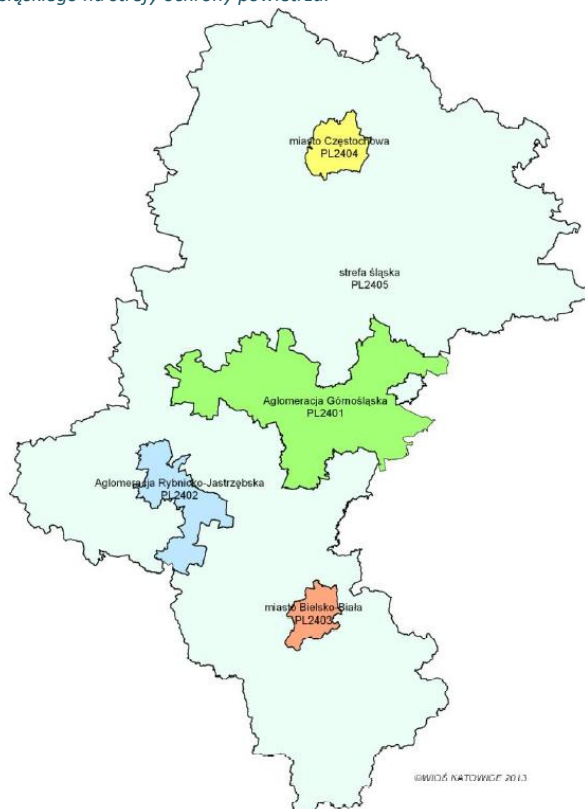 śląskiego na strefy ochrony powietrza.
miasto Częstochowa
PL2404
strefa śląska
PL2405
Aglomeracja Górnośląska
PL2401
Aglomeracja Rybnicko-Jastrzębska
PL2402
miasto Bielsko-Biała
PL2403
©WIOŚ KATOWICE 2013